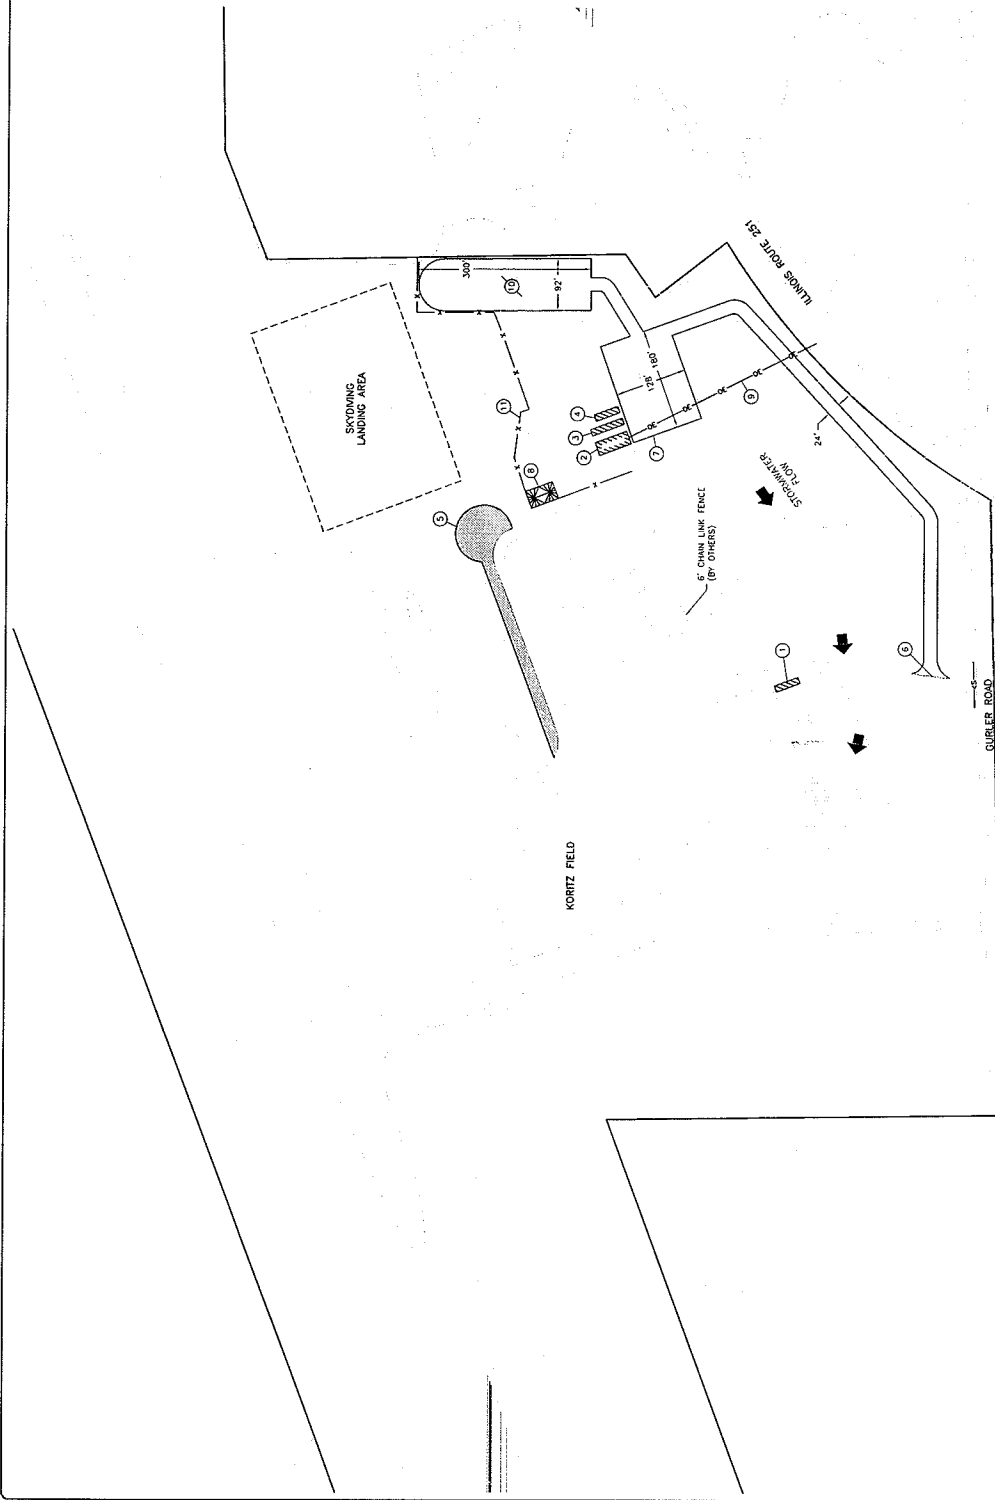 ILLINOIS ROUTE 251
300'
10
92'
SKYDIVING
LANDING AREA
11
4
3
2
128'
180'
8
7
9
5
24'
STORMWATER
FLOW
6' CHAIN LINK FENCE
(BY OTHERS)
1
6
GURLER ROAD
KORITZ FIELD